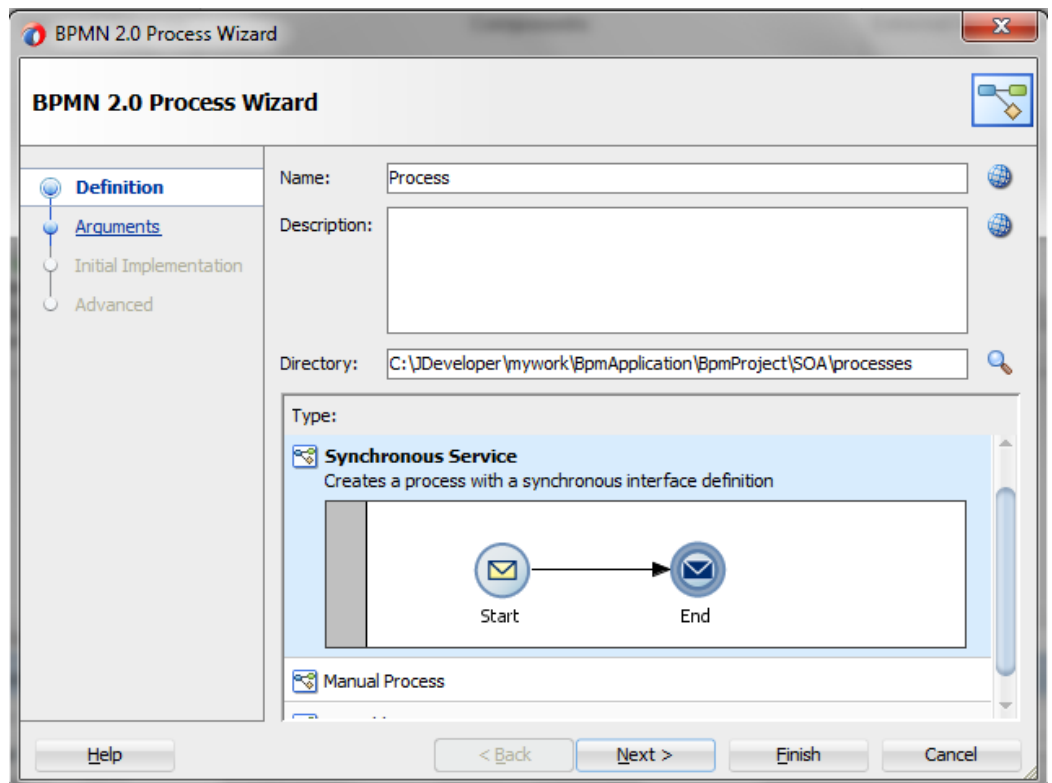 BPMN 2.0 Process Wizard
BPMN 2.0 Process Wizard
Definition
Arguments
Initial Implementation
Advanced
Name: Process
Description:
Directory: C:\JDeveloper\mywork\BpmApplication\BpmProject\SOA\processes
Type:
Synchronous Service
Creates a process with a synchronous interface definition
Start End
Manual Process
Help < Back Next > Finish Cancel